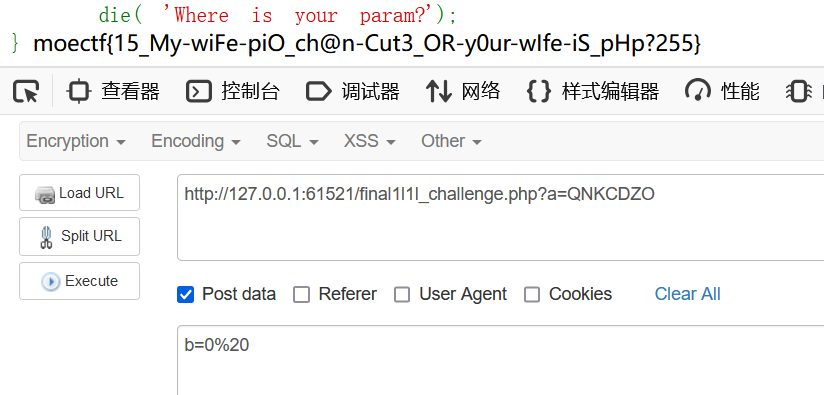 die( 'Where is your param?');
} moectf{15_My-wiFe-piO_ch@n-Cut3_OR-y0ur-wIfe-iS_pHp?255}
查看器 控制台 调试器 网络 样式编辑器 性能
Encryption Encoding SQL XSS Other
Load URL
http://127.0.0.1:61521/final1l1l_challenge.php?a=QNKCDZO
Split URL
Execute
Post data Referer User Agent Cookies Clear All
b=0%20